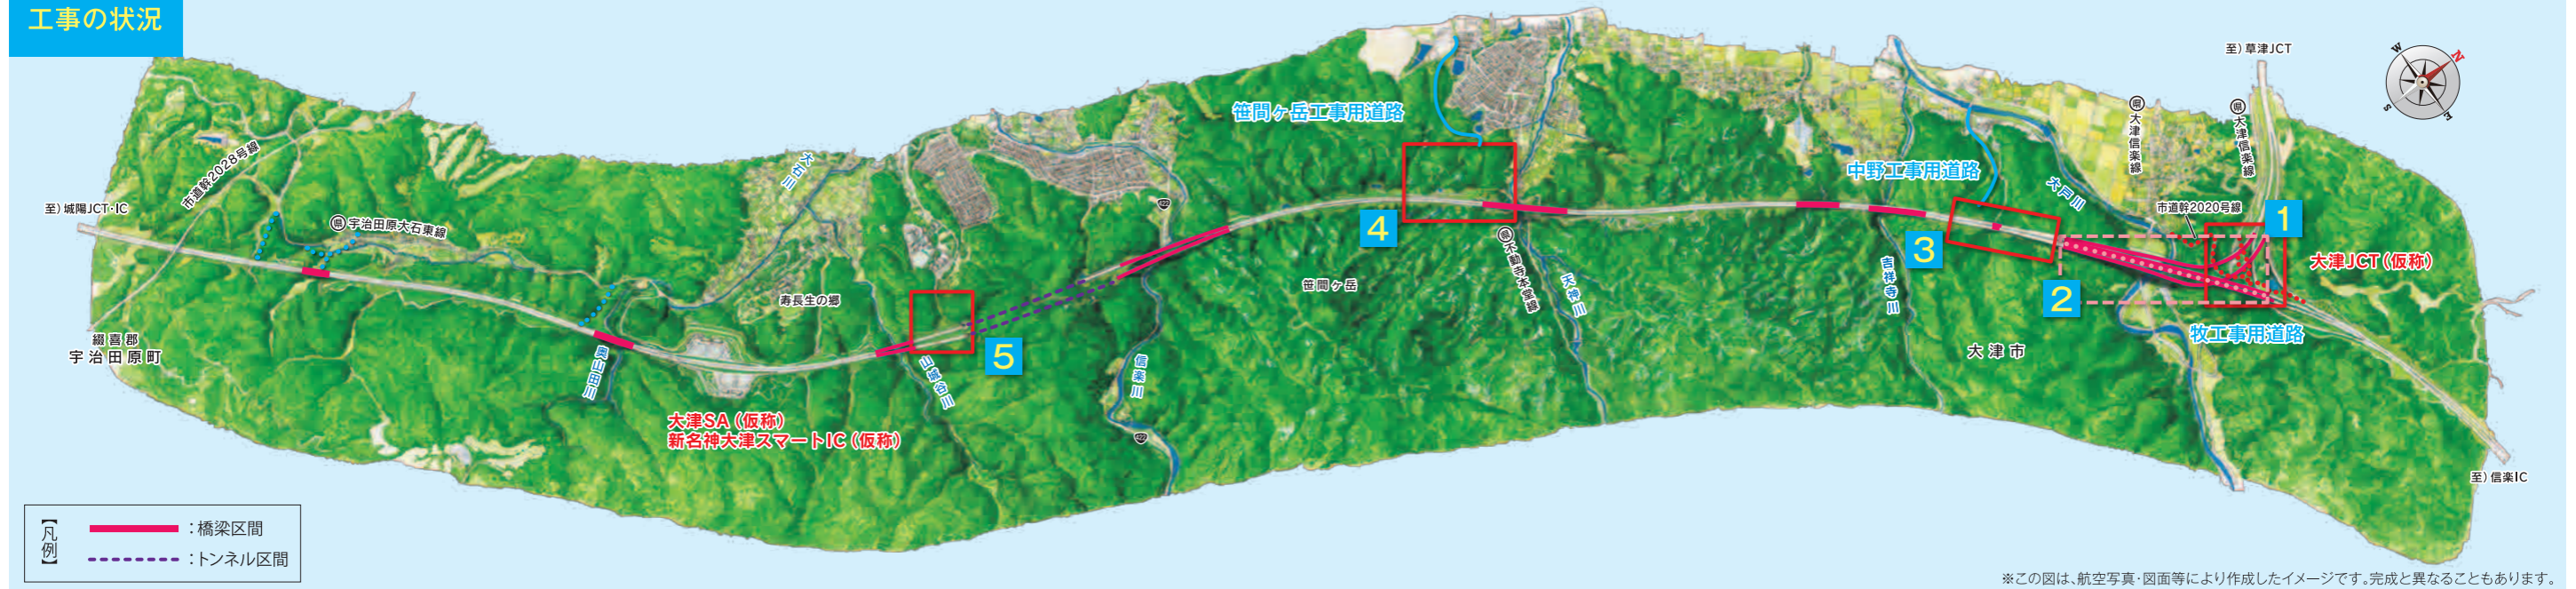 工事の状況
至）草津JCT
W
N
S
E
県大津信楽線
県大津信楽線
笹間ヶ岳工事用道路
中野工事用道路
大石川
市道幹2028号線
至）城陽JCT・IC
県宇治田原大石東線
422
大戸川
市道幹2020号線
1
大津JCT（仮称）
4
3
2
県不動寺本堂線
天神川
吉祥寺川
笹間ヶ岳
寿長生の郷
牧工事用道路
綴喜郡
宇治田原町
5
大津市
奥山田川
信楽川
大津SA（仮称）
新名神大津スマートIC（仮称）
422
至）信楽IC
【凡例】
：橋梁区間
：トンネル区間
※この図は、航空写真・図面等により作成したイメージです。完成と異なることもあります。